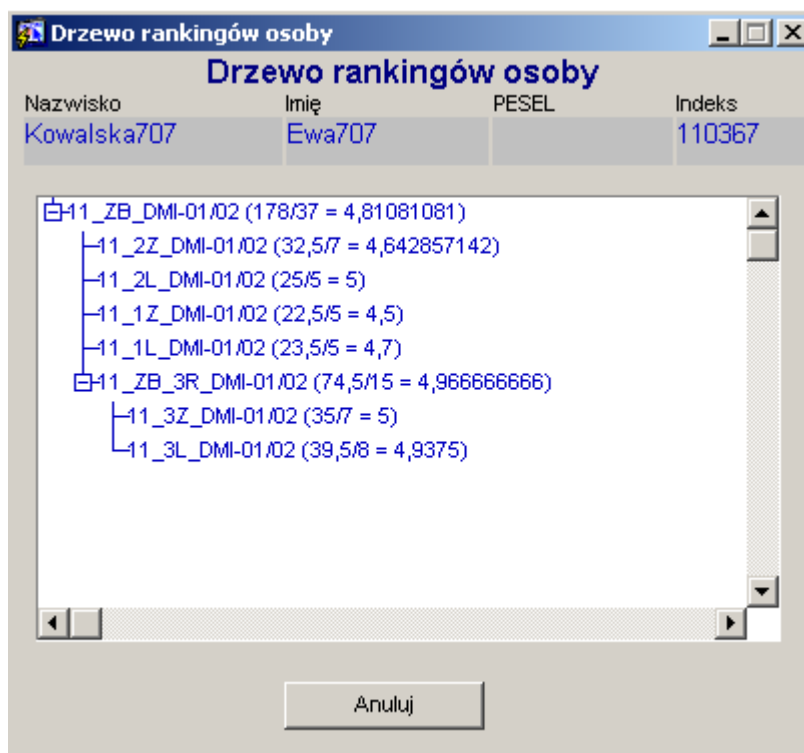 Drzewo rankingów osoby
Drzewo rankingów osoby
Nazwisko Imię PESEL Indeks
Kowalska707 Ewa707 110367
11_ZB_DMI-01/02 (178/37 = 4,81081081)
11_2Z_DMI-01/02 (32,5/7 = 4,642857142)
11_2L_DMI-01/02 (25/5 = 5)
11_1Z_DMI-01/02 (22,5/5 = 4,5)
11_1L_DMI-01/02 (23,5/5 = 4,7)
11_ZB_3R_DMI-01/02 (74,5/15 = 4,966666666)
11_3Z_DMI-01/02 (35/7 = 5)
11_3L_DMI-01/02 (39,5/8 = 4,9375)
Anuluj